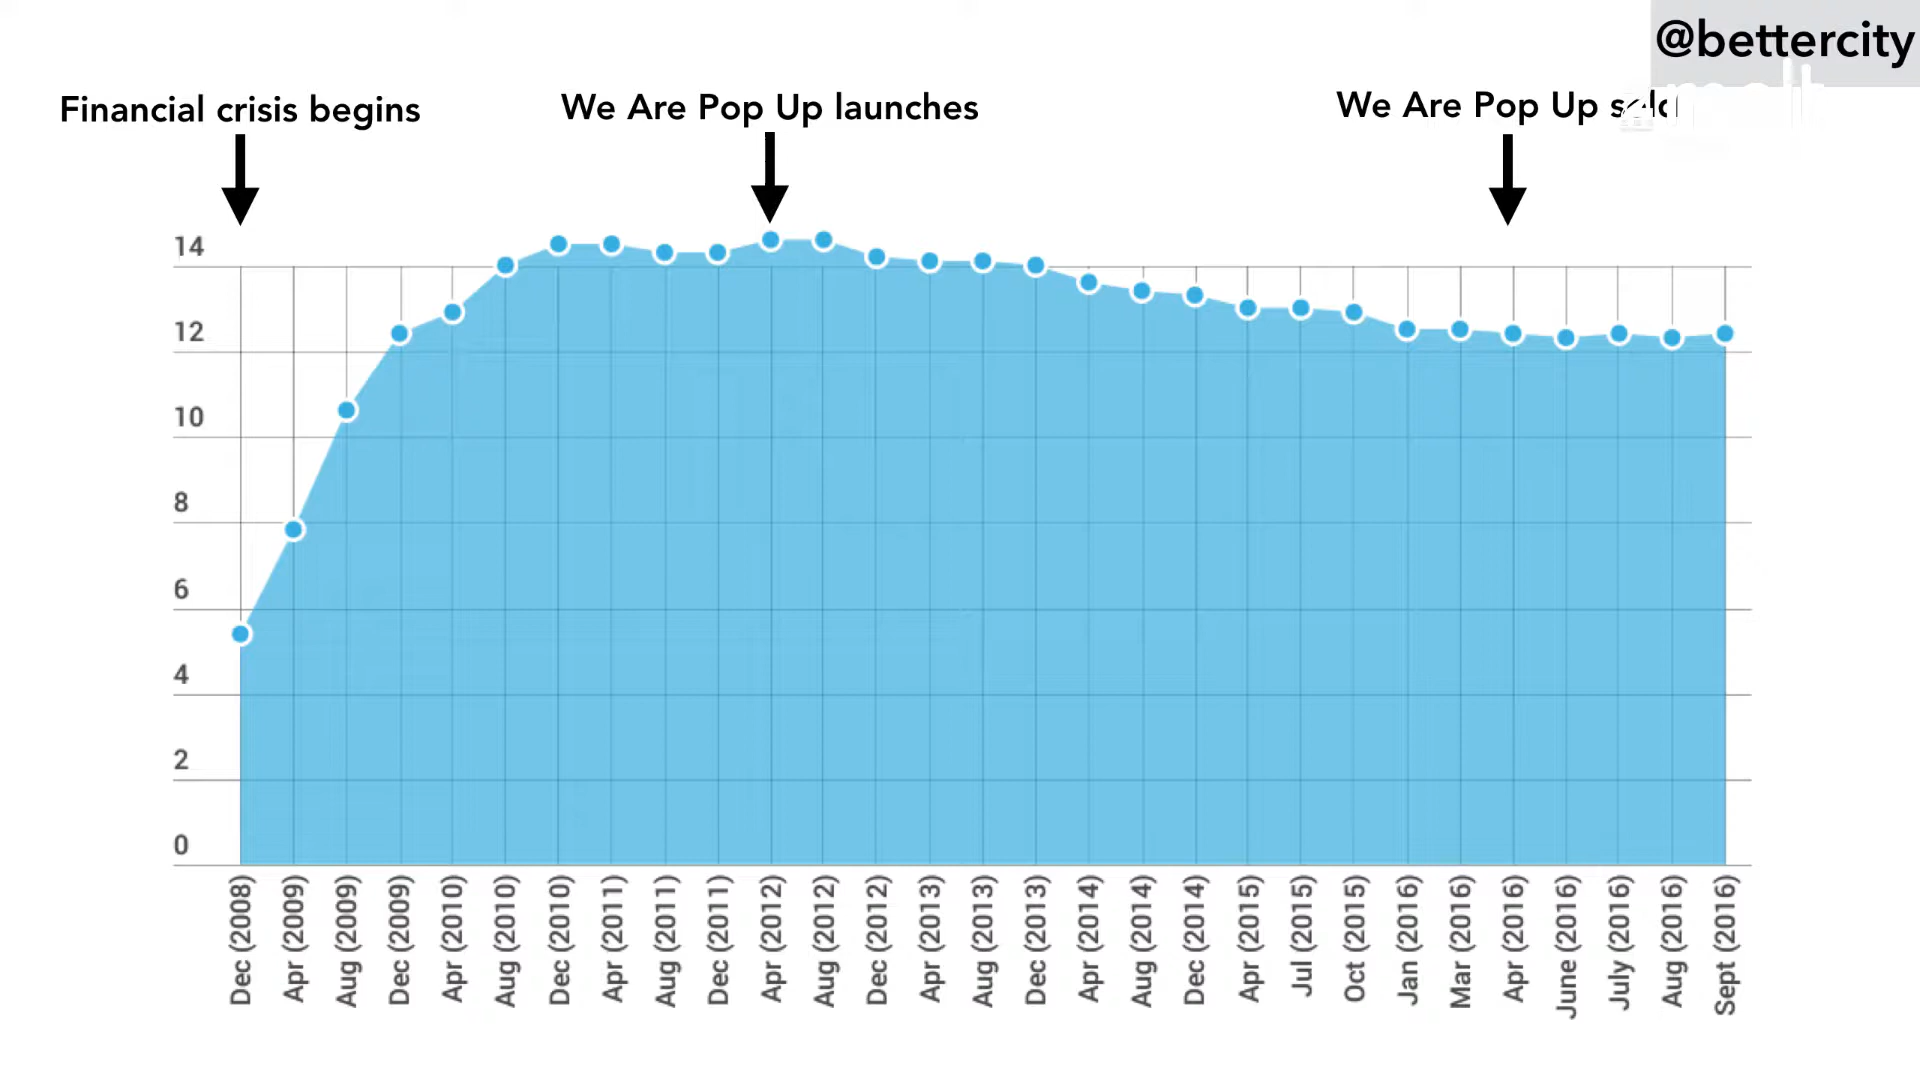 @bettercity
Financial crisis begins
We Are Pop Up launches
We Are Pop Up sold
14
12
10
8
6
4
2
0
Dec (2008)
Apr (2009)
Aug (2009)
Dec (2009)
Apr (2010)
Aug (2010)
Dec (2010)
Apr (2011)
Aug (2011)
Dec (2011)
Apr (2012)
Aug (2012)
Dec (2012)
Apr (2013)
Aug (2013)
Dec (2013)
Apr (2014)
Aug (2014)
Dec (2014)
Apr (2015)
Jul (2015)
Oct (2015)
Jan (2016)
Mar (2016)
Apr (2016)
June (2016)
July (2016)
Aug (2016)
Sept (2016)